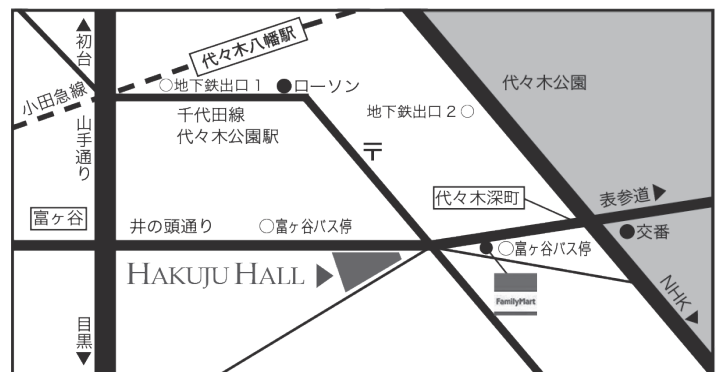 ▲初台
代々木八幡駅
小田急線
○地下鉄出口1
●ローソン
代々木公園
地下鉄出口2○
千代田線
代々木公園駅
山手通り
〒
代々木深町
表参道▶
富ヶ谷
井の頭通り
○富ヶ谷バス停
●交番
○富ヶ谷バス停
HAKUJU HALL ▶
FamilyMart
NHK▶
目黒▼